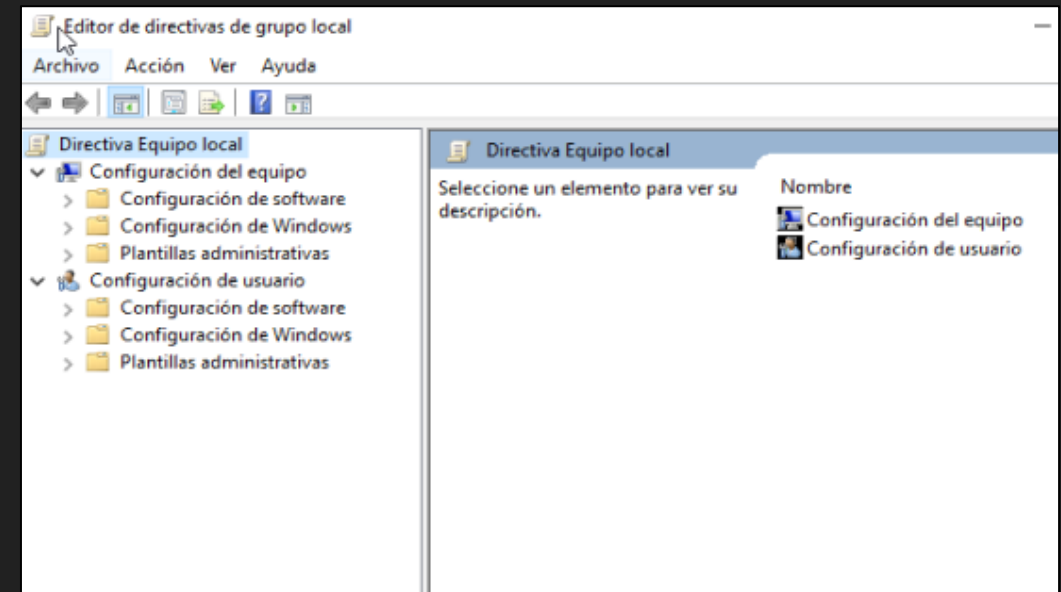 Editor de directivas de grupo local
Archivo Acción Ver Ayuda
Directiva Equipo local
Configuración del equipo
Configuración de software
Configuración de Windows
Plantillas administrativas
Configuración de usuario
Configuración de software
Configuración de Windows
Plantillas administrativas
Directiva Equipo local
Seleccione un elemento para ver su
descripción.
Nombre
Configuración del equipo
Configuración de usuario